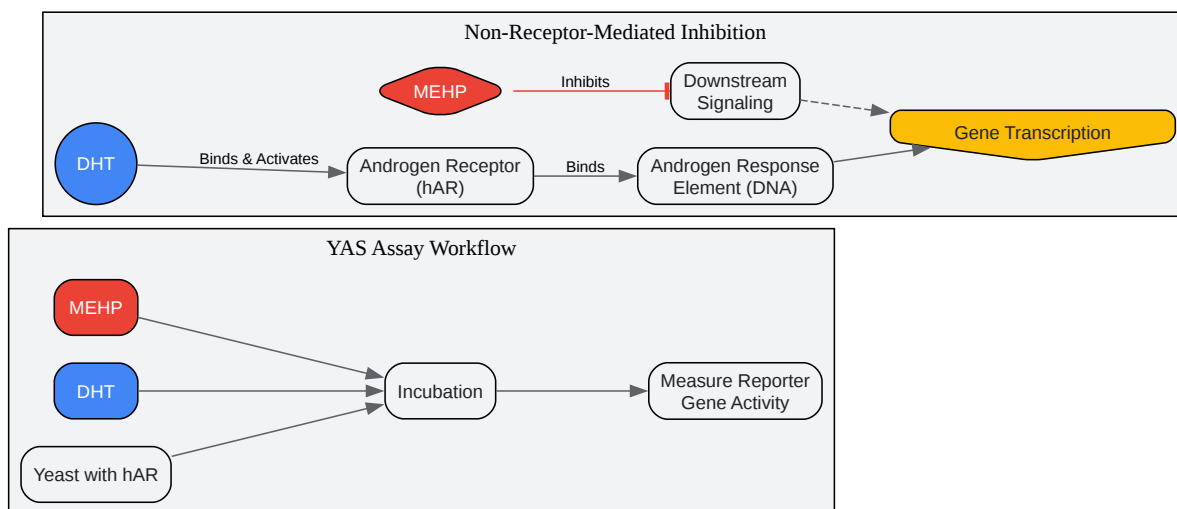 Non-Receptor-Mediated Inhibition
MEHP
Inhibits
Downstream
Signaling
Gene Transcription
DHT
Binds & Activates
Androgen Receptor
(hAR)
Binds
Androgen Response
Element (DNA)
YAS Assay Workflow
MEHP
DHT
Incubation
Measure Reporter
Gene Activity
Yeast with hAR